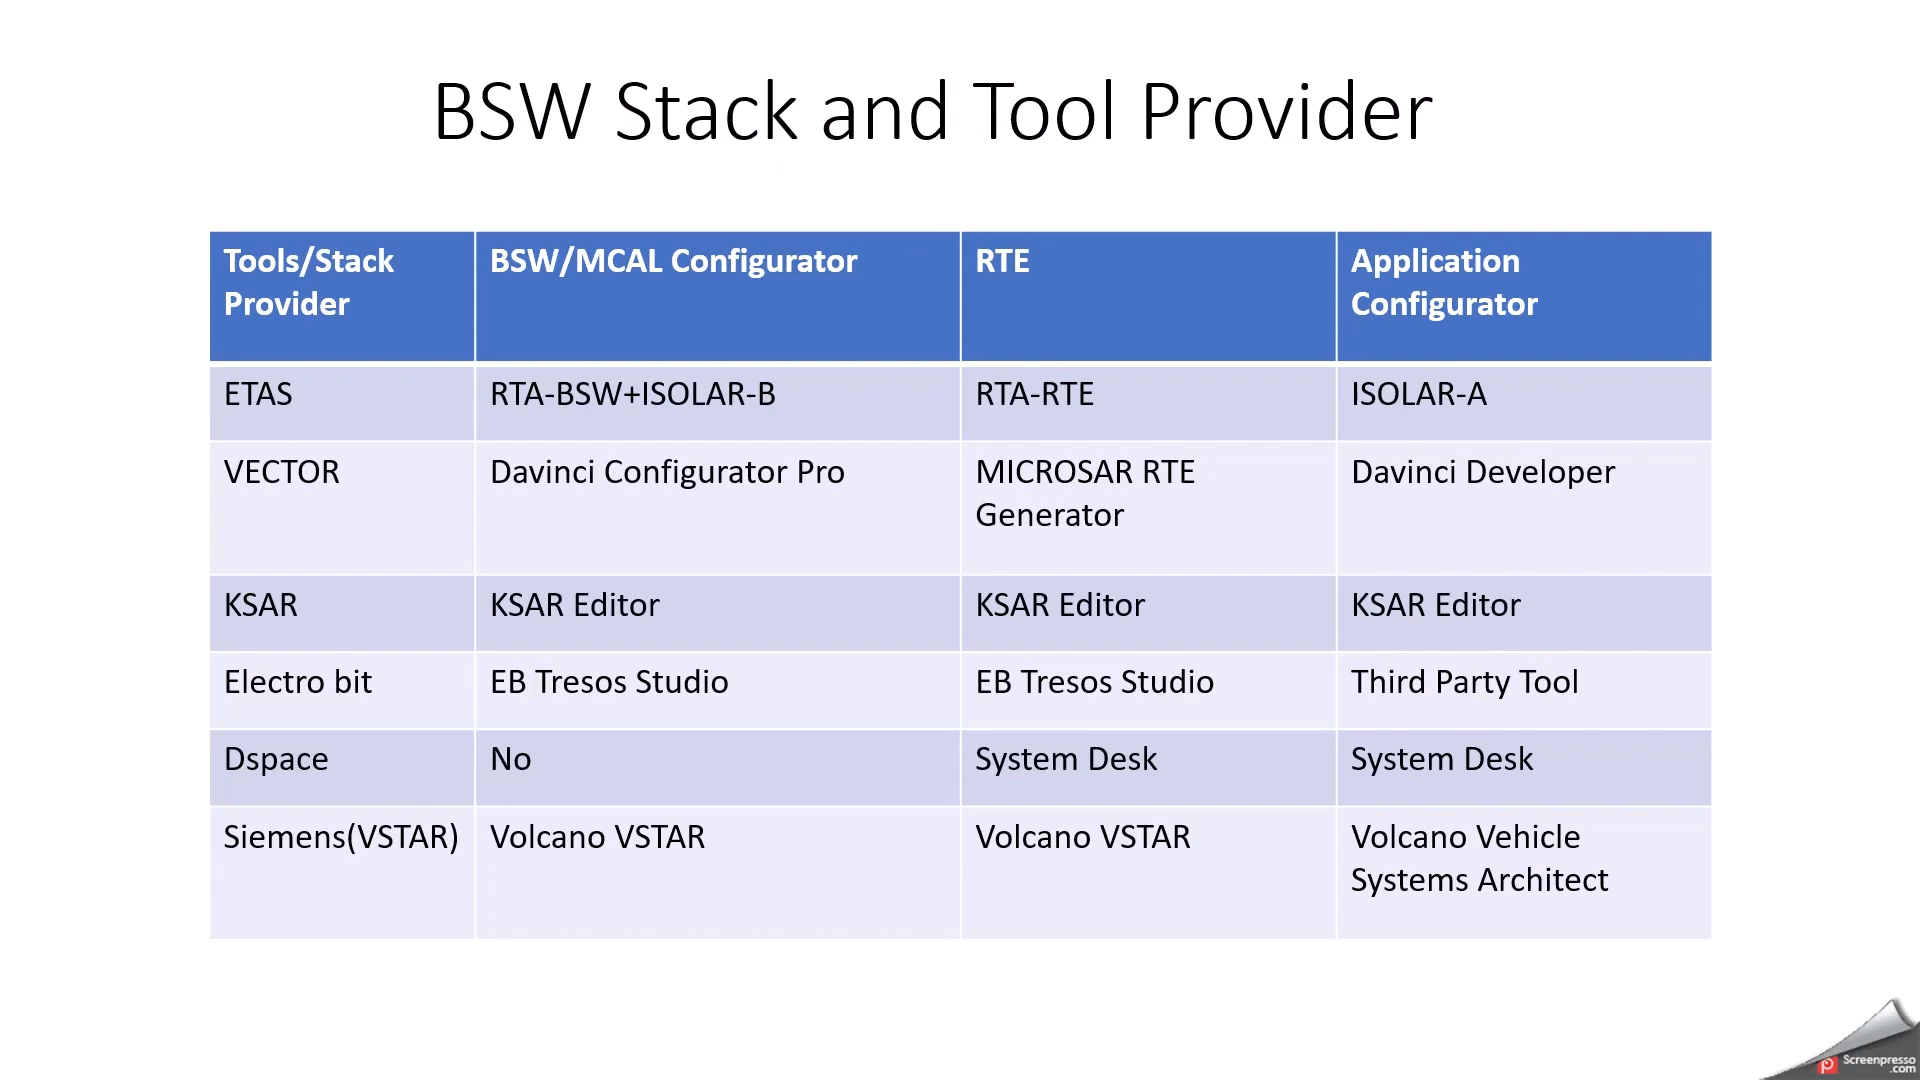 BSW Stack and Tool Provider
Tools/Stack Provider
BSW/MCAL Configurator
RTE
Application Configurator
ETAS
RTA-BSW+ISOLAR-B
RTA-RTE
ISOLAR-A
VECTOR
Davinci Configurator Pro
MICROSAR RTE
Generator
Davinci Developer
KSAR
KSAR Editor
KSAR Editor
KSAR Editor
Electro bit
EB Tresos Studio
EB Tresos Studio
Third Party Tool
Dspace
No
System Desk
System Desk
Siemens(VSTAR)
Volcano VSTAR
Volcano VSTAR
Volcano Vehicle
Systems Architect
Screenpresso
.com